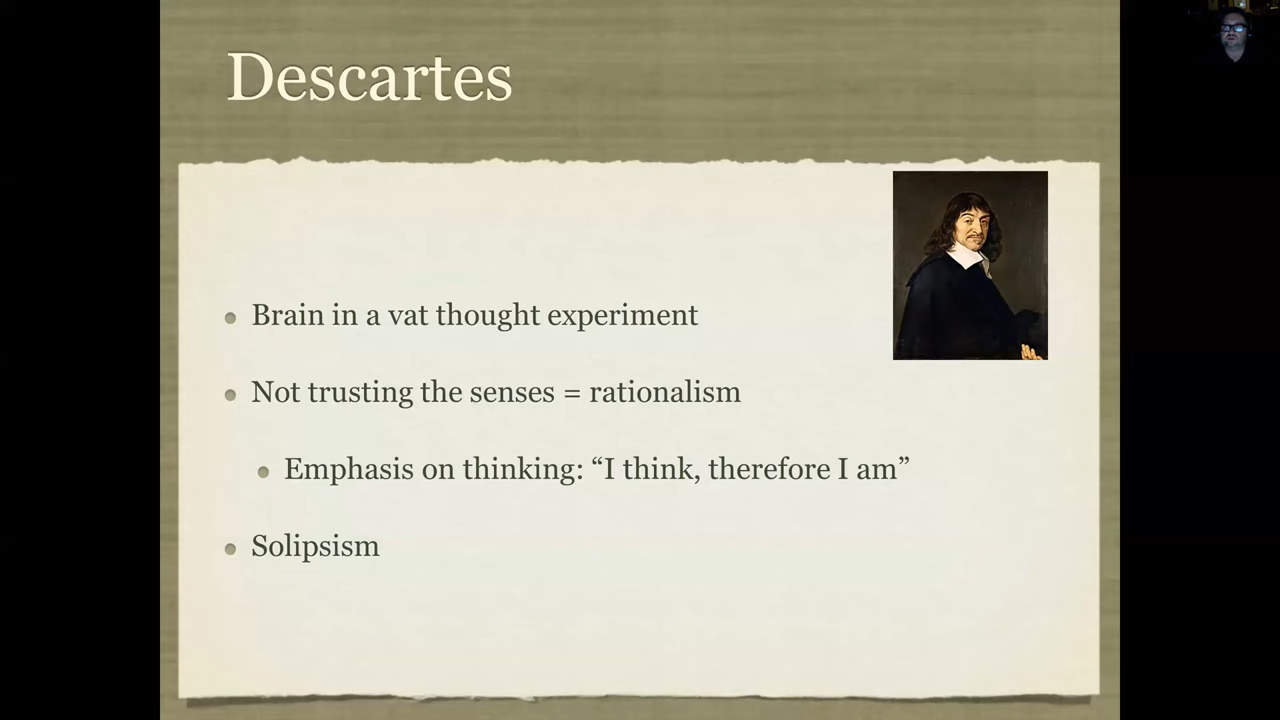 Descartes
Brain in a vat thought experiment
Not trusting the senses = rationalism
Emphasis on thinking: “I think, therefore I am”
Solipsism